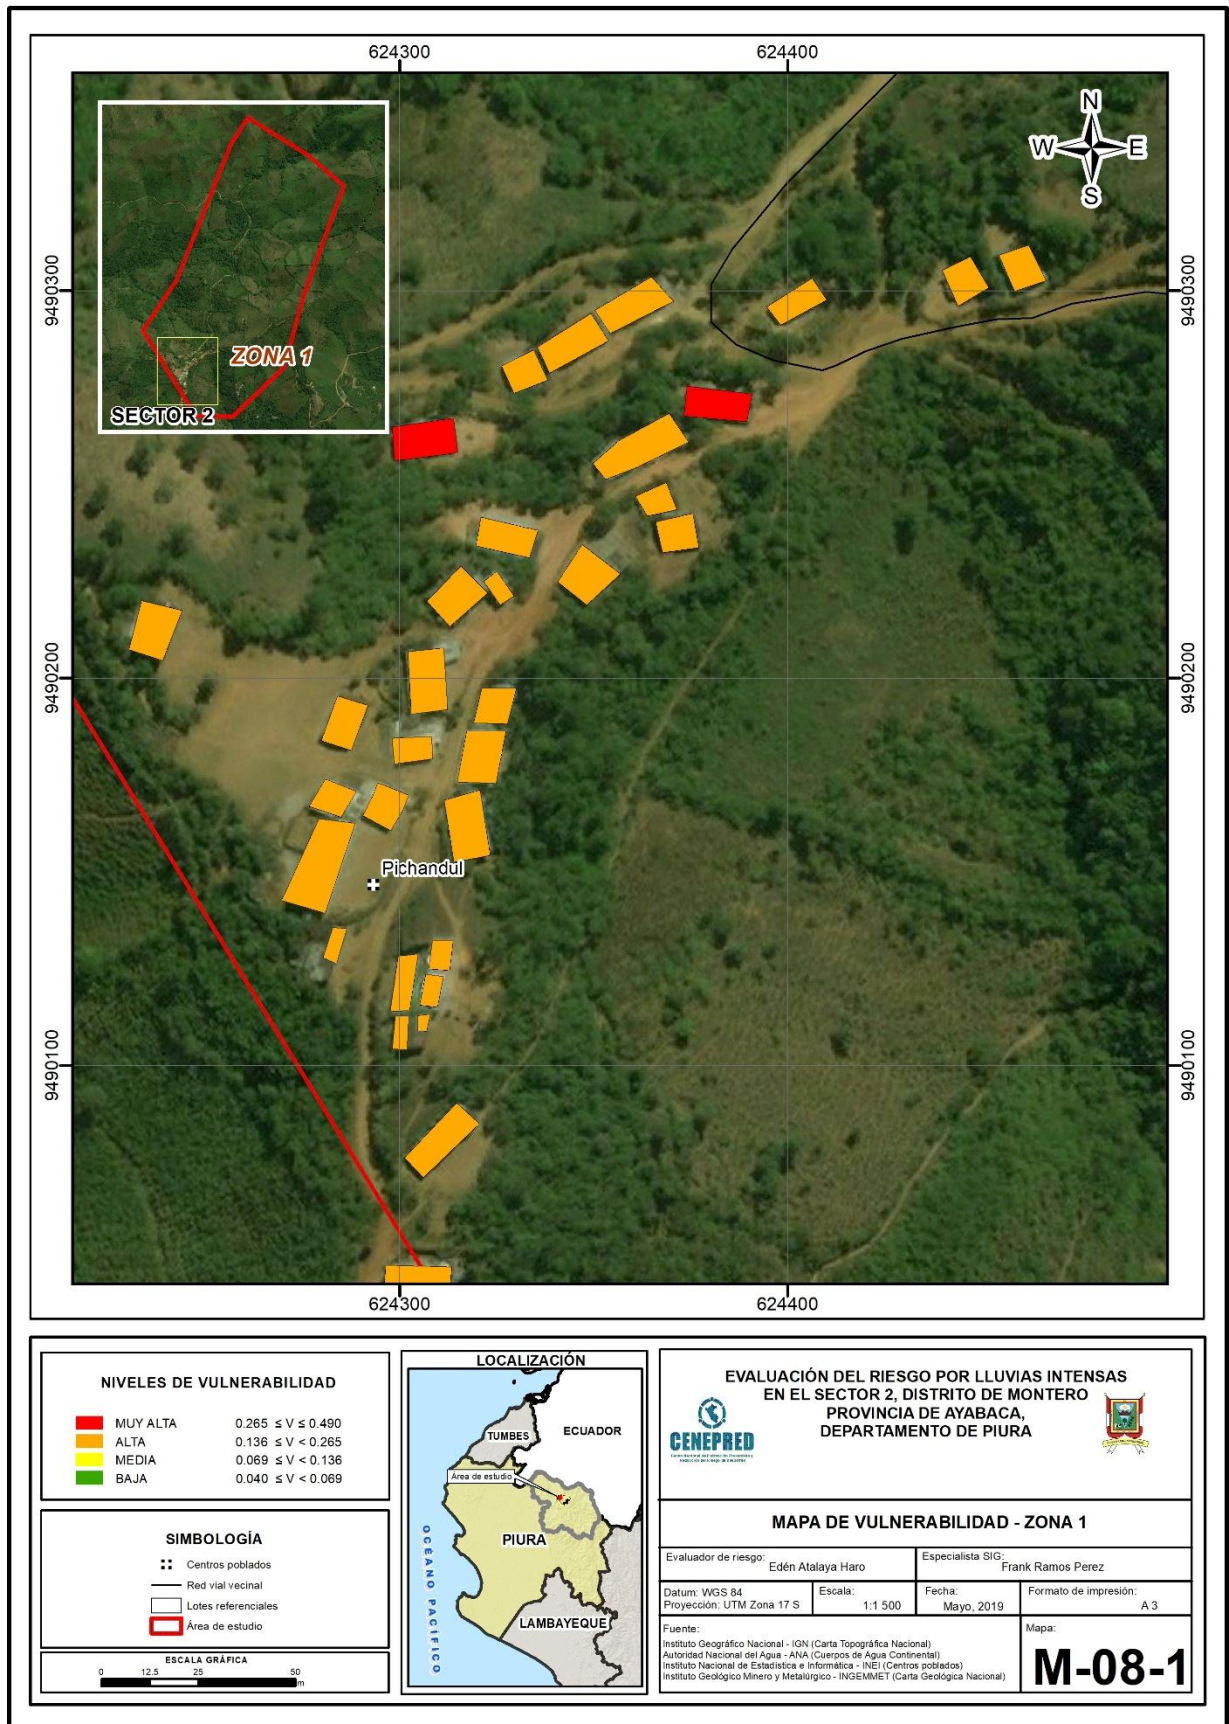 624300
624400
N
W E
S
9490300
9490300
ZONA 1
SECTOR 2
9490200
9490200
Pichandul
9490100
9490100
624300
624400
NIVELES DE VULNERABILIDAD
MUY ALTA 0.265 ≤ V ≤ 0.490
ALTA 0.136 ≤ V < 0.265
MEDIA 0.069 ≤ V < 0.136
BAJA 0.040 ≤ V < 0.069
SIMBOLOGÍA
Centros poblados
Red vial vecinal
Lotes referenciales
Área de estudio
ESCALA GRÁFICA
0 12.5 25 50
m
LOCALIZACIÓN
TUMBES
ECUADOR
Área de estudio
PIURA
OCÉANO PACÍFICO
LAMBAYEQUE
EVALUACIÓN DEL RIESGO POR LLUVIAS INTENSAS
EN EL SECTOR 2, DISTRITO DE MONTERO
PROVINCIA DE AYABACA,
DEPARTAMENTO DE PIURA
CENEPRED
MAPA DE VULNERABILIDAD - ZONA 1
Evaluador de riesgo:
Edén Atalaya Haro
Especialista SIG:
Frank Ramos Perez
Datum: WGS 84
Proyección: UTM Zona 17 S
Escala:
1:1 500
Fecha:
Mayo, 2019
Formato de impresión:
A 3
Fuente:
Instituto Geográfico Nacional - IGN (Carta Topográfica Nacional)
Autoridad Nacional del Agua - ANA (Cuerpos de Agua Continental)
Instituto Nacional de Estadística e Informática - INEI (Centros poblados)
Instituto Geológico Minero y Metalúrgico - INGEMMET (Carta Geológica Nacional)
Mapa:
M-08-1